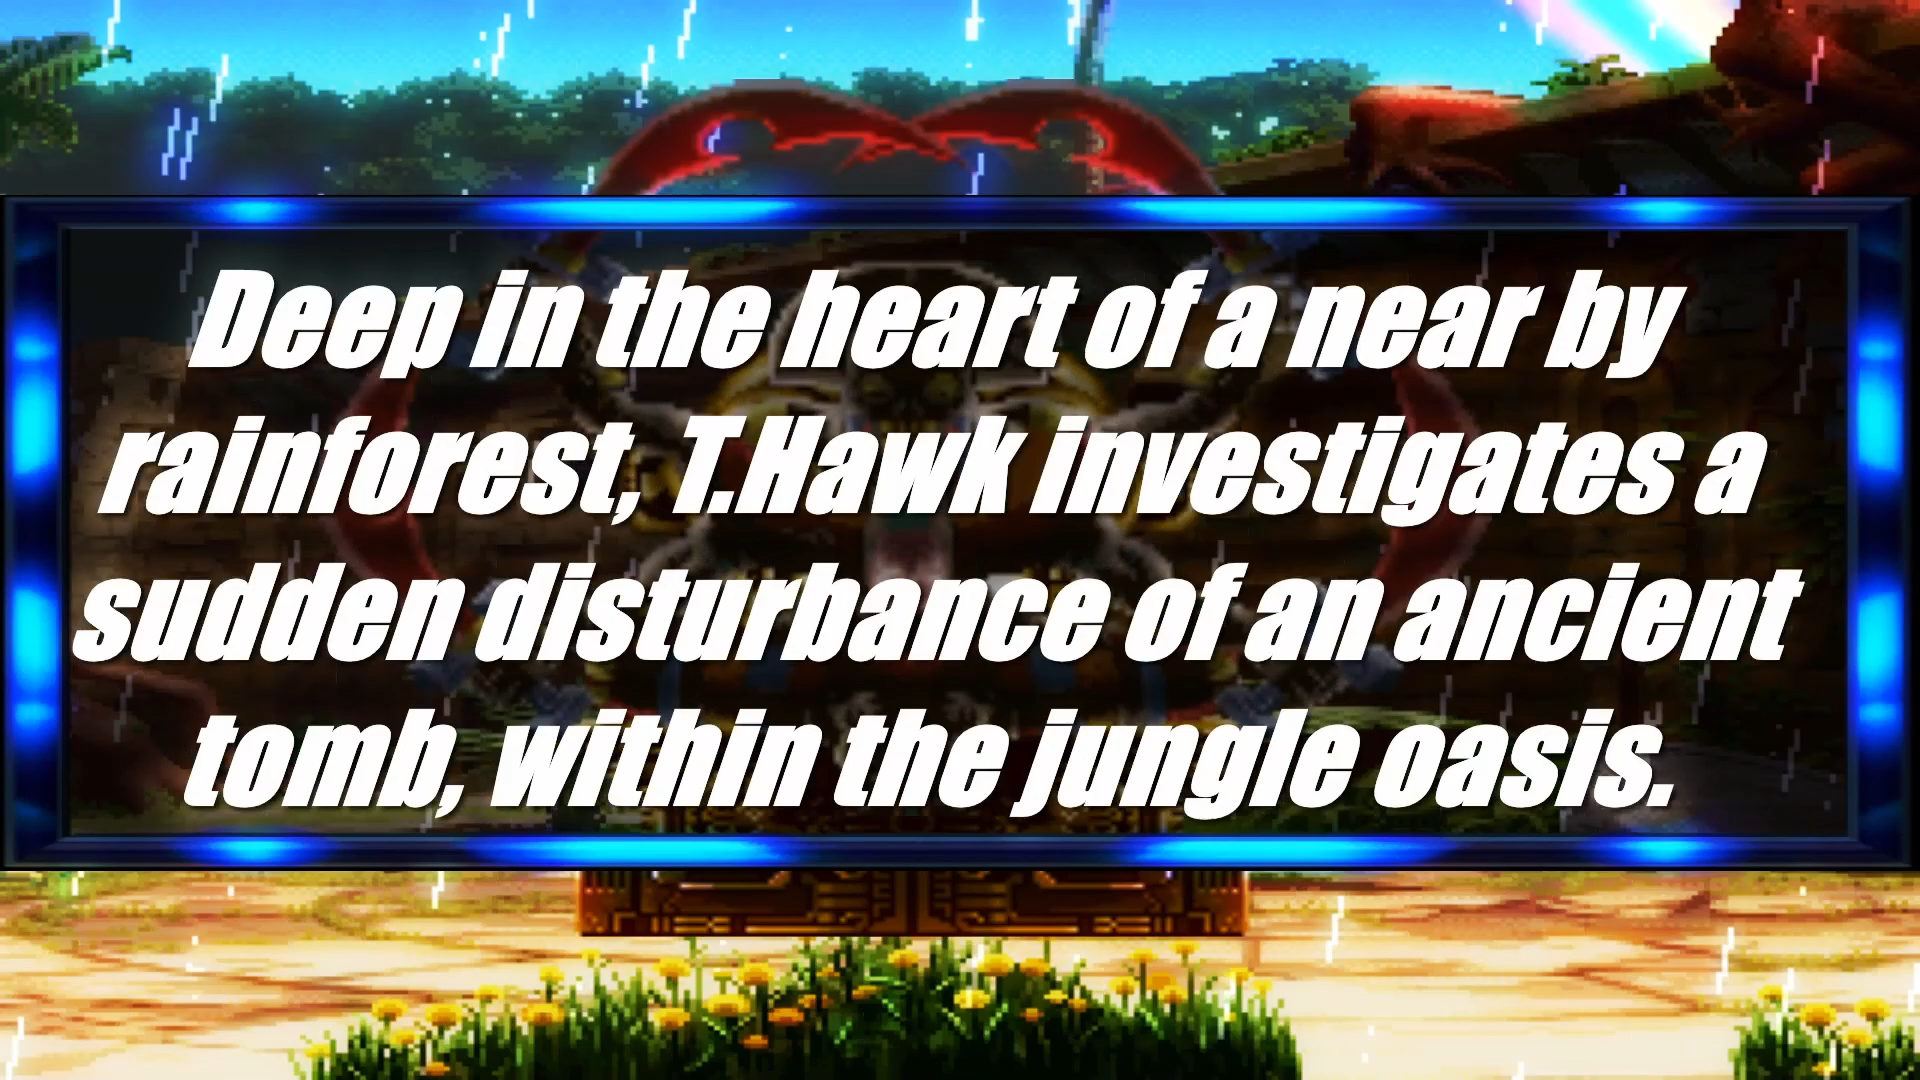 Deep in the heart of a near by
rainforest, T.Hawk investigates a
sudden disturbance of an ancient
tomb, within the jungle oasis.